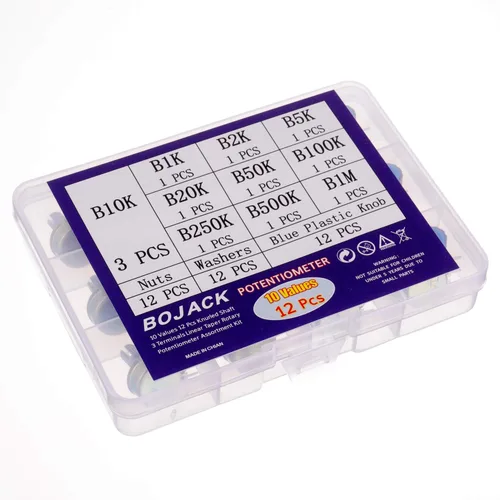 B10K
3 PCS
B1K
1 PCS
B2K
1 PCS
B5K
1 PCS
B20K
1 PCS
B50K
1 PCS
B100K
1 PCS
B250K
1 PCS
B500K
1 PCS
B1M
1 PCS
Nuts
12 PCS
Washers
12 PCS
Blue Plastic Knob
12 PCS
BOJACK
POTENTIOMETER
10 Values 12 Pcs Knurled Shaft
3 Terminals Linear Taper Rotary
Potentiometer Assortment Kit
MADE IN CHIAN
10 Values
12 Pcs
WARNING
NOT SUITABLE FOR CHILDREN
UNDER 5 YEARS DUE TO
SMALL PARTS